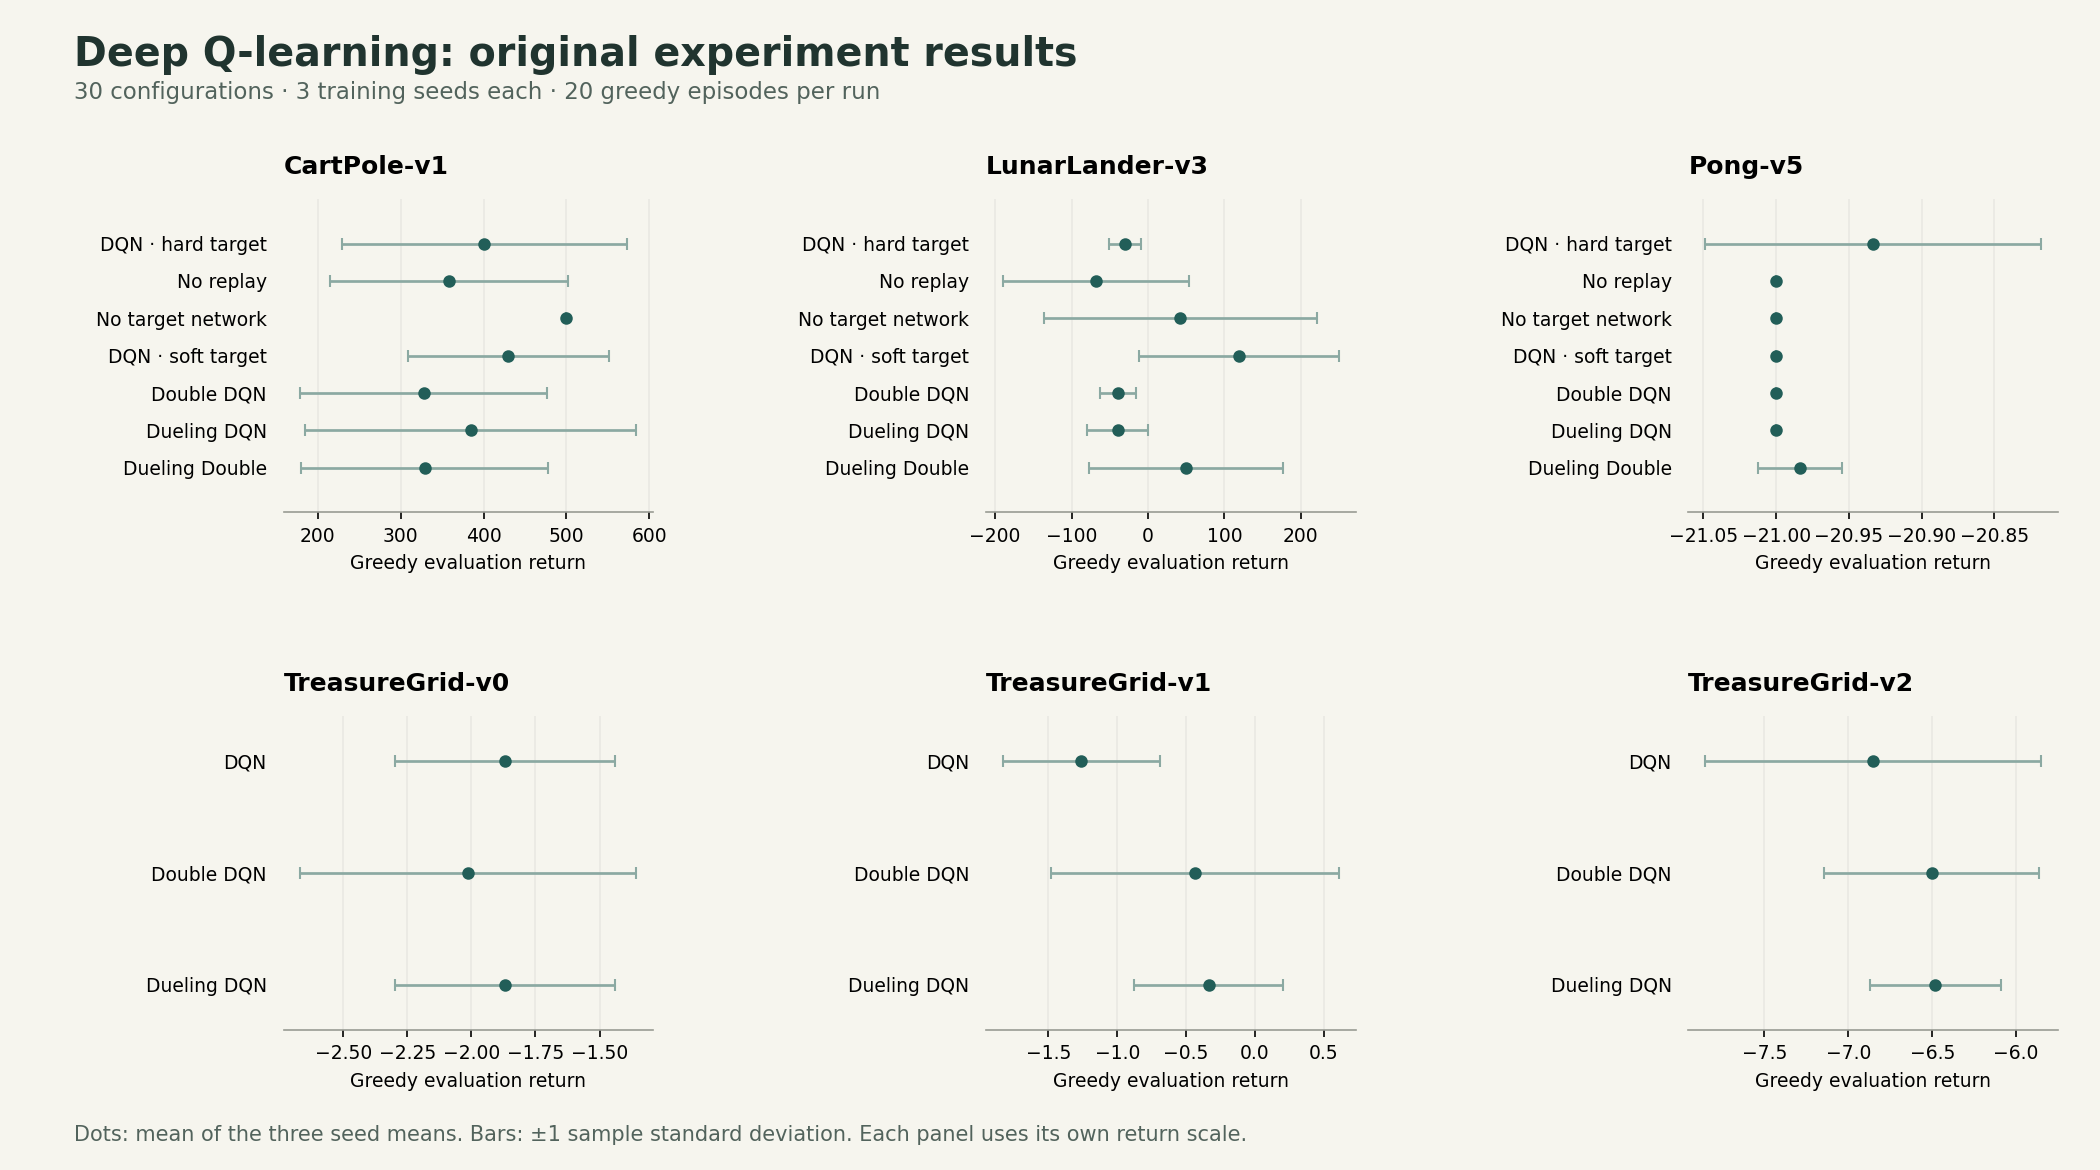 Deep Q-learning: original experiment results
30 configurations · 3 training seeds each · 20 greedy episodes per run
CartPole-v1
DQN · hard target
No replay
No target network
DQN · soft target
Double DQN
Dueling DQN
Dueling Double
200 300 400 500 600
Greedy evaluation return
LunarLander-v3
DQN · hard target
No replay
No target network
DQN · soft target
Double DQN
Dueling DQN
Dueling Double
−200 −100 0 100 200
Greedy evaluation return
Pong-v5
DQN · hard target
No replay
No target network
DQN · soft target
Double DQN
Dueling DQN
Dueling Double
−21.05 −21.00 −20.95 −20.90 −20.85
Greedy evaluation return
TreasureGrid-v0
DQN
Double DQN
Dueling DQN
−2.50 −2.25 −2.00 −1.75 −1.50
Greedy evaluation return
TreasureGrid-v1
DQN
Double DQN
Dueling DQN
−1.5 −1.0 −0.5 0.0 0.5
Greedy evaluation return
TreasureGrid-v2
DQN
Double DQN
Dueling DQN
−7.5 −7.0 −6.5 −6.0
Greedy evaluation return
Dots: mean of the three seed means. Bars: ±1 sample standard deviation. Each panel uses its own return scale.